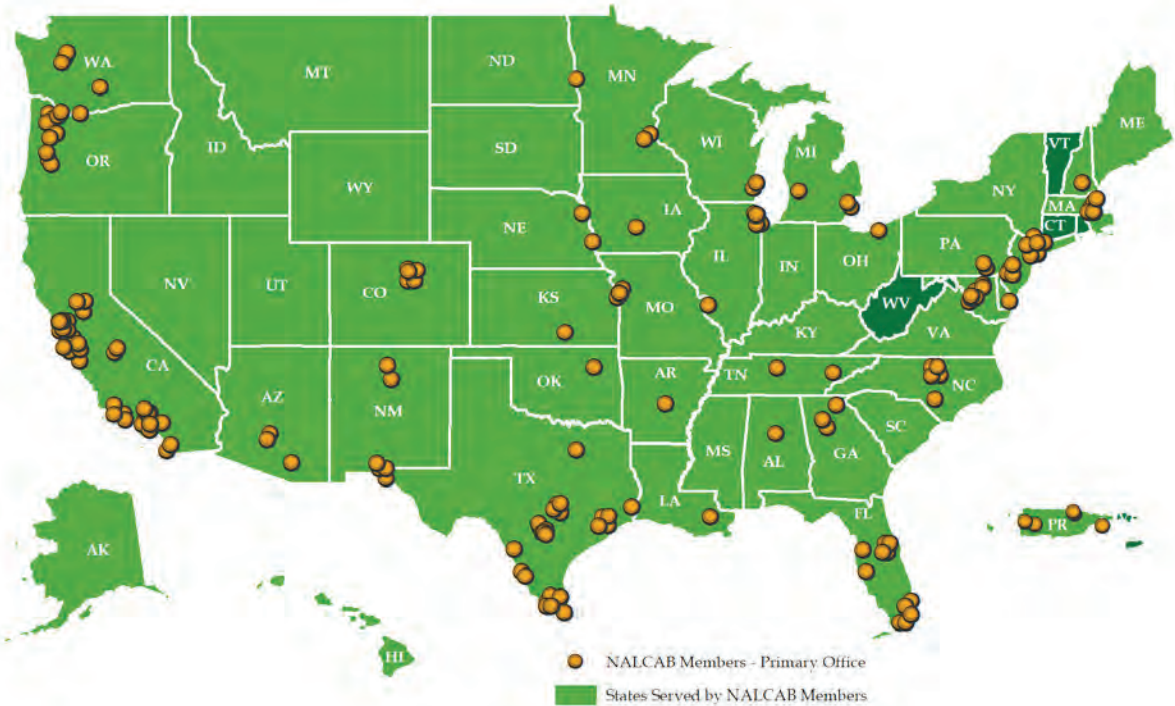 WA
MT
ND
MN
ME
VT
OR
ID
SD
WI
MI
NY
WY
MA
CT
IA
NE
PA
IL
IN
OH
NV
UT
CO
KS
MO
WV
VA
KY
CA
OK
AR
TN
NC
AZ
NM
SC
MS
AL
GA
TX
LA
FL
PR
AK
HI
NALCAB Members - Primary Office
States Served by NALCAB Members